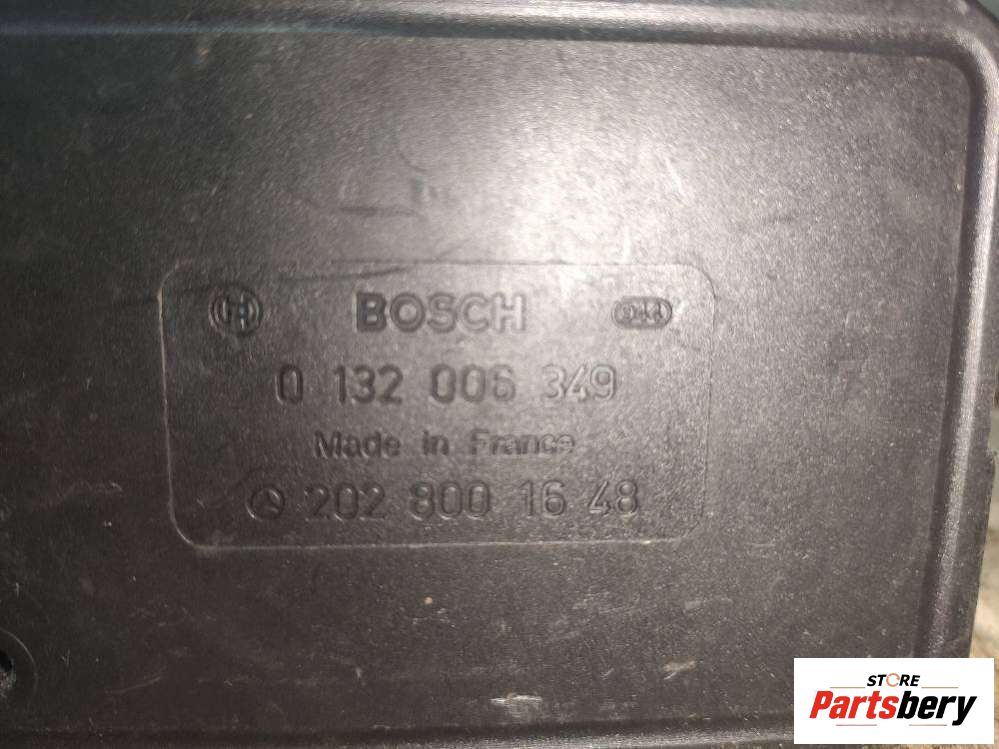 BOSCH
0 132 006 349
Made in France
202 800 16 48
STORE
Partsbery